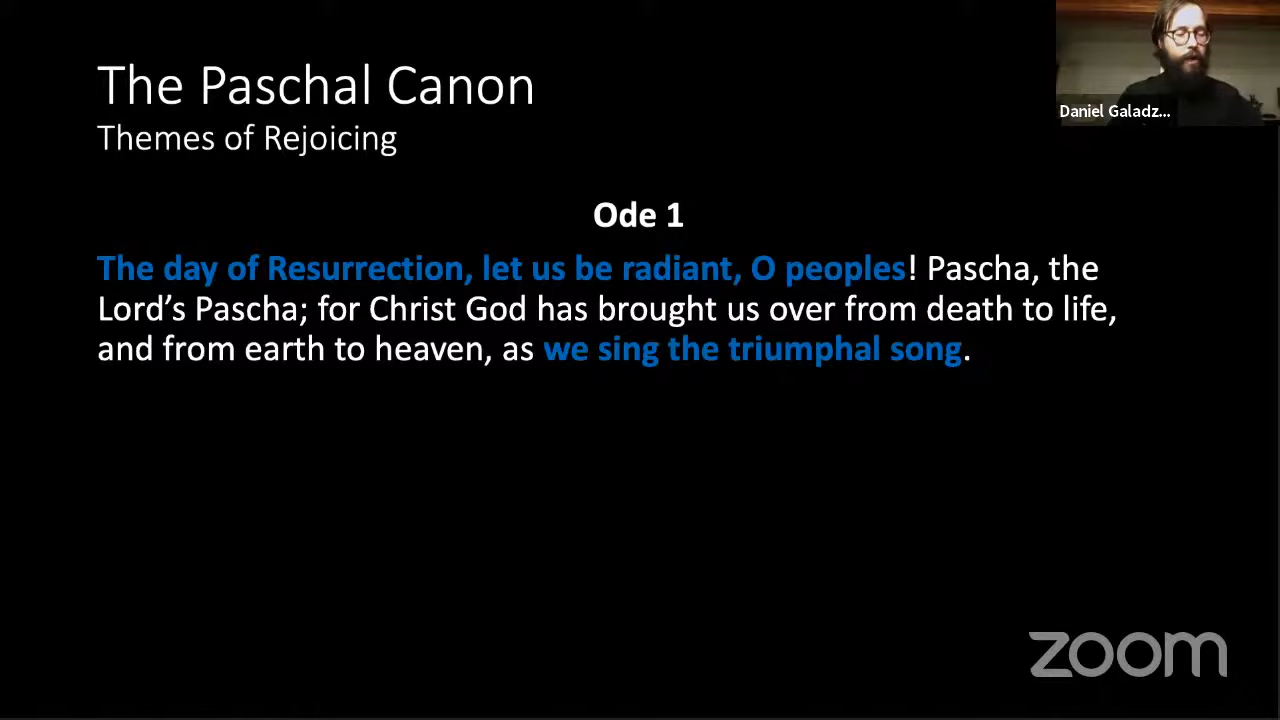 The Paschal Canon
Themes of Rejoicing
Daniel Galadz...
Ode 1
The day of Resurrection, let us be radiant, O peoples! Pascha, the
Lord’s Pascha; for Christ God has brought us over from death to life,
and from earth to heaven, as we sing the triumphal song.
zoom